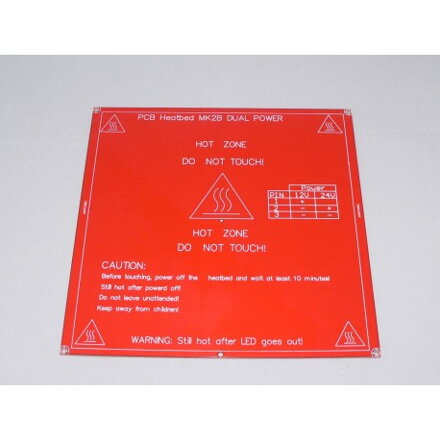 PCB Heatbed MK2B DUAL POWER
HOT ZONE
DO NOT TOUCH!
Power
PIN 12V 24V
1 +
2 - +
3 - -
HOT ZONE
DO NOT TOUCH!
CAUTION:
Before touching, power off the heatbed and wait at least 10 minutes!
Still hot after powerd off!
Do not leave unattended!
Keep away from children!
WARNING: Still hot after LED goes out!